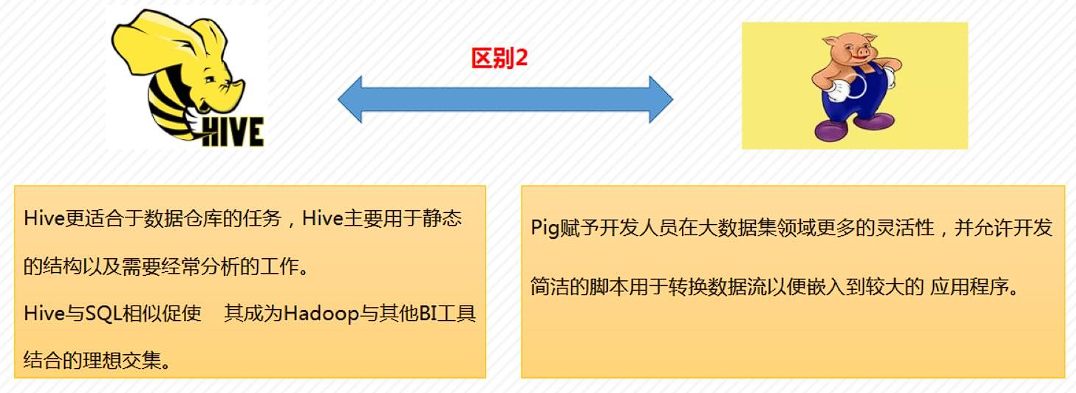 区别2
HIVE
Hive更适合于数据仓库的任务，Hive主要用于静态
的结构以及需要经常分析的工作。
Hive与SQL相似促使 其成为Hadoop与其他BI工具
结合的理想交集。
Pig赋予开发人员在大数据集领域更多的灵活性，并允许开发
简洁的脚本用于转换数据流以便嵌入到较大的 应用程序。